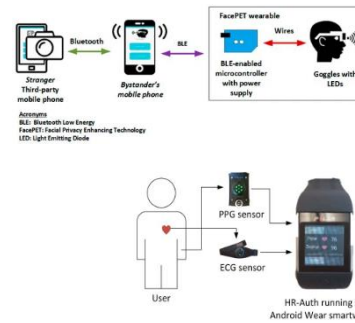 FacePET wearable
Bluetooth
BLE
Wires
Stranger
Third-party
mobile phone
Bystander's
mobile phone
BLE-enabled
microcontroller
with power
supply
Goggles with
LEDs
Acronyms
BLE: Bluetooth Low Energy
FacePET: Facial Privacy Enhancing Technology
LED: Light Emitting Diode
PPG sensor
ECG sensor
User
HR-Auth running
Android Wear smartw